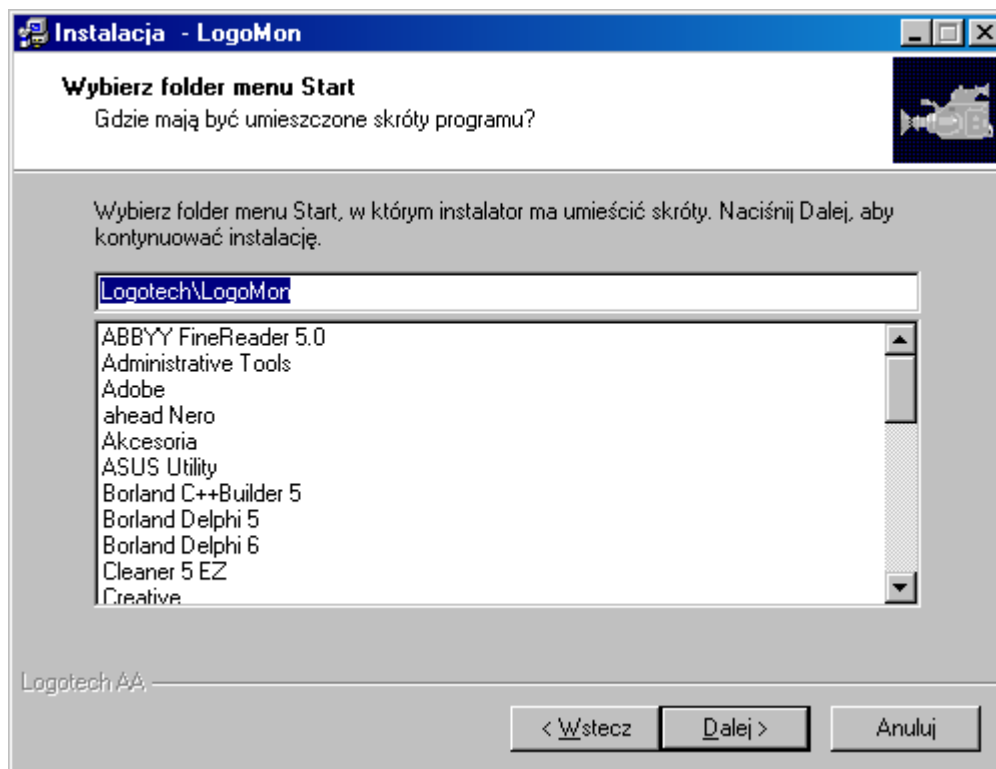 Instalacja - LogoMon
Wybierz folder menu Start
Gdzie mają być umieszczone skróty programu?
Wybierz folder menu Start, w którym instalator ma umieścić skróty. Naciśnij Dalej, aby
kontynuować instalację.
Logotech\LogoMon
ABBYY FineReader 5.0
Administrative Tools
Adobe
ahead Nero
Akcesoria
ASUS Utility
Borland C++Builder 5
Borland Delphi 5
Borland Delphi 6
Cleaner 5 EZ
Creative
Logotech AA
< Wstecz
Dalej >
Anuluj